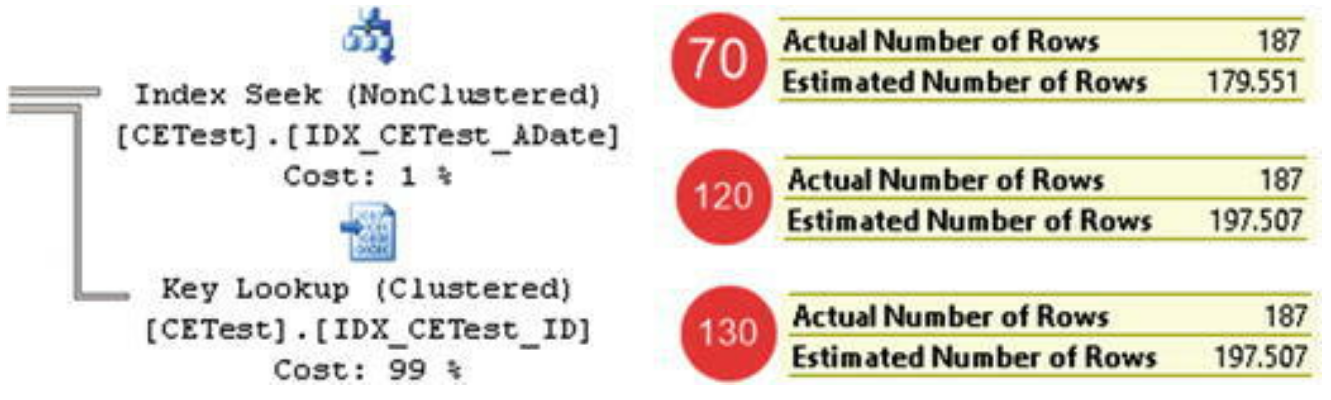 Index Seek (NonClustered)
[CETest].[IDX_CETest_ADate]
Cost: 1 %
Key Lookup (Clustered)
[CETest].[IDX_CETest_ID]
Cost: 99 %
70
Actual Number of Rows 187
Estimated Number of Rows 179.551
120
Actual Number of Rows 187
Estimated Number of Rows 197.507
130
Actual Number of Rows 187
Estimated Number of Rows 197.507